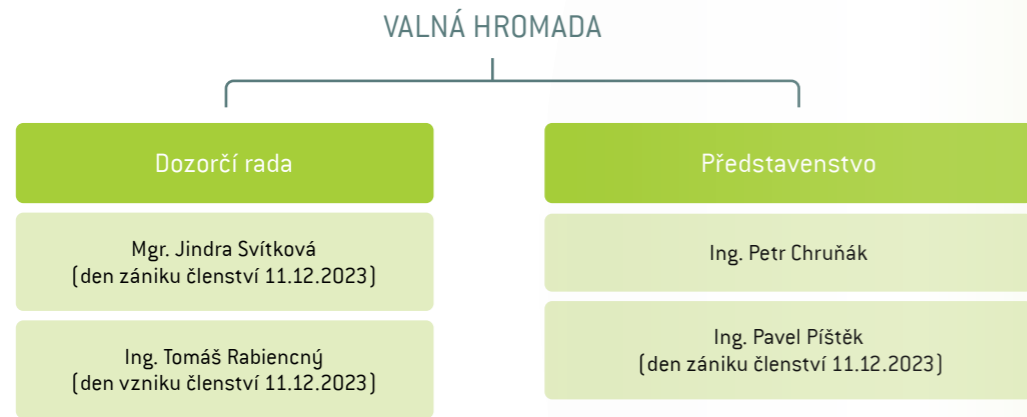 VALNÁ HROMADA
Dozorčí rada
Mgr. Jindra Svítková
(den zániku členství 11.12.2023)
Ing. Tomáš Rabiencný
(den vzniku členství 11.12.2023)
Představenstvo
Ing. Petr Chruňák
Ing. Pavel Píštěk
(den zániku členství 11.12.2023)